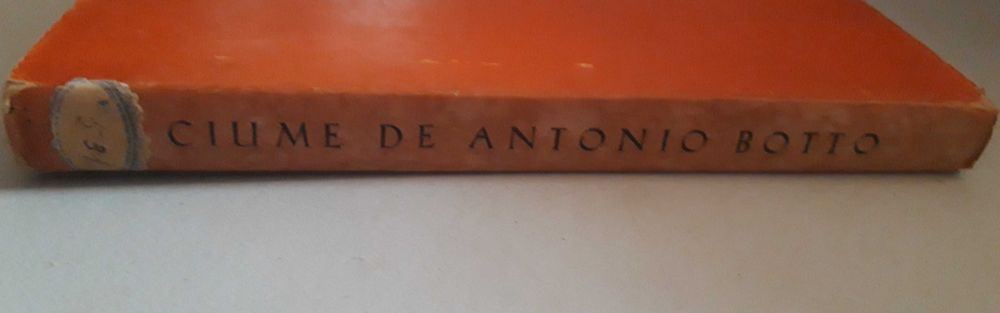 CIUME DE ANTONIO BOTTO